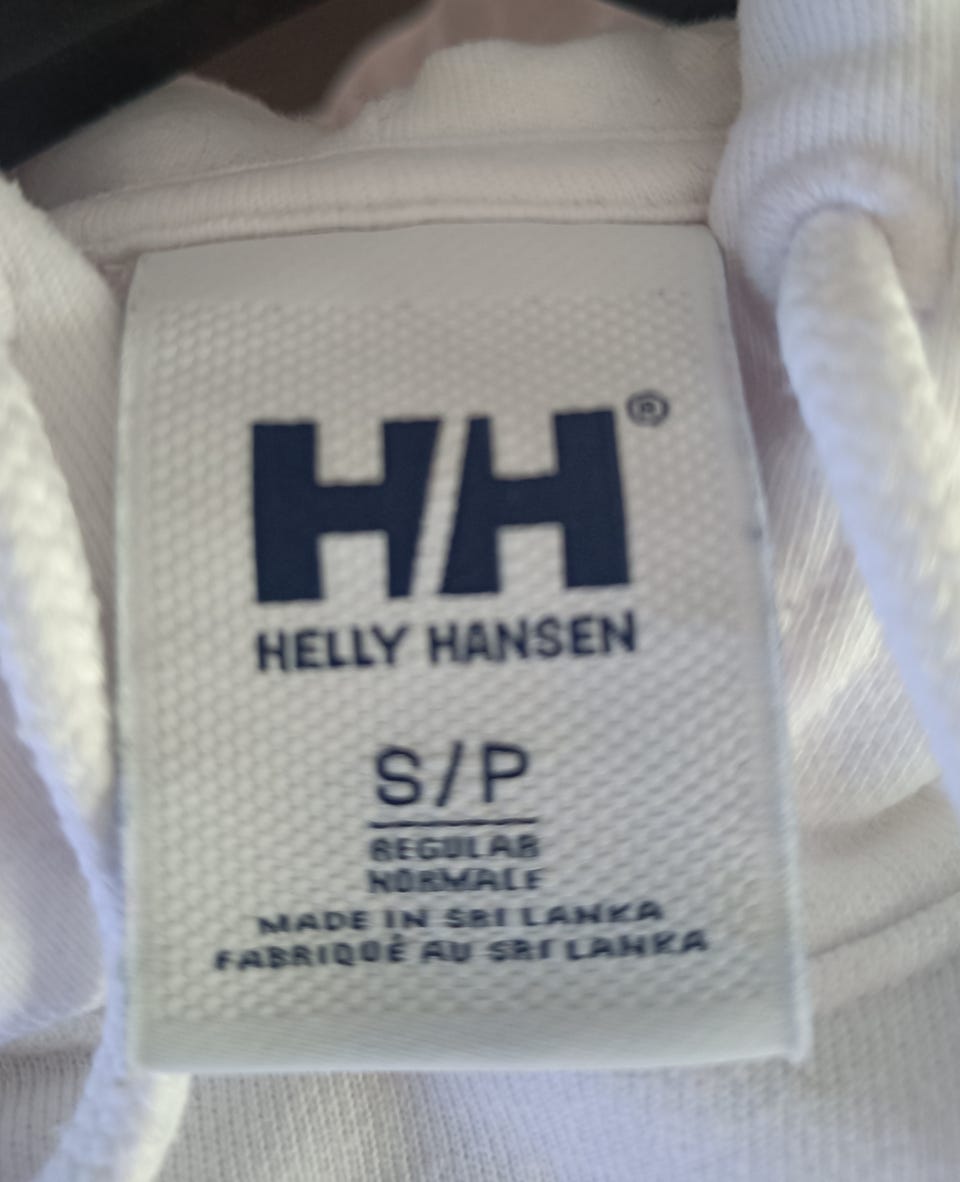 HH®
HELLY HANSEN
S/P
REGULAR
NORMALE
MADE IN SRI LANKA
FABRIQUÉ AU SRI LANKA